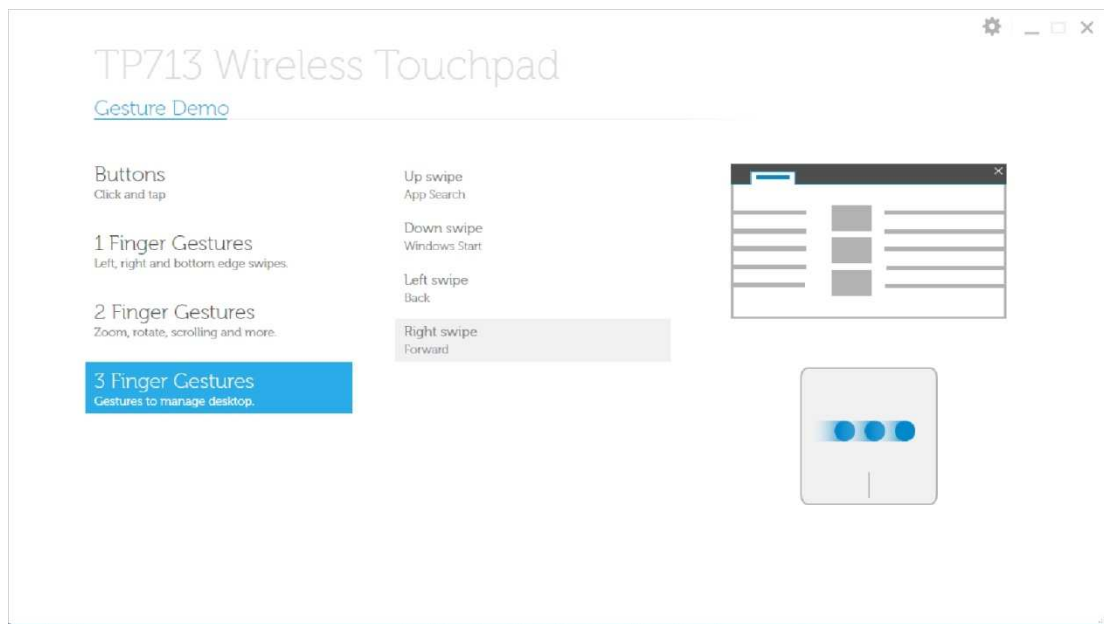 TP713 Wireless Touchpad
Gesture Demo
Buttons
Click and tap
1 Finger Gestures
Left, right and bottom edge swipes.
2 Finger Gestures
Zoom, rotate, scrolling and more.
3 Finger Gestures
Gestures to manage desktop.
Up swipe
App Search
Down swipe
Windows Start
Left swipe
Back
Right swipe
Forward